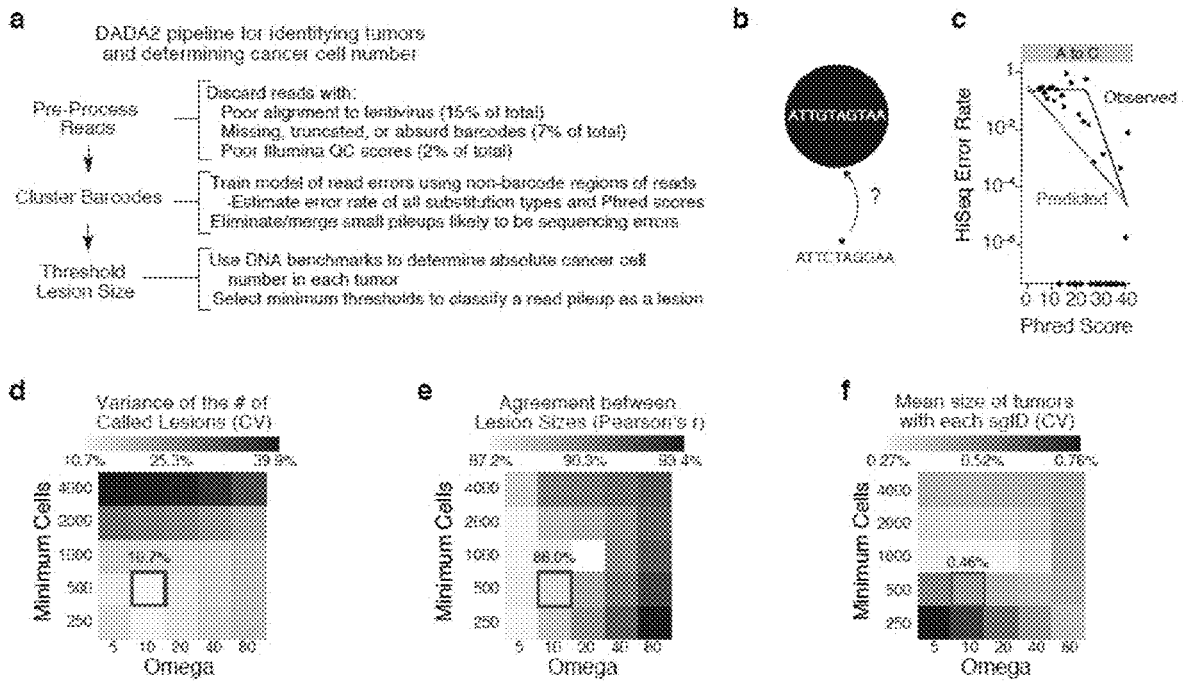 a
DADA2 pipeline for identifying tumors
and determining cancer cell number
Pre-Process
Reads
Discard reads with:
Poor alignment to lentivirus (15% of total)
Missing, truncated, or absurd barcodes (7% of total)
Poor Illumina QC scores (2% of total)
Cluster Barcodes
Train model of read errors using non-barcode regions of reads
-Estimate error rate of all substitution types and Phred scores
Eliminate/merge small pileups likely to be sequencing errors
Threshold
Lesion Size
Use DNA benchmarks to determine absolute cancer cell
number in each tumor
Select minimum thresholds to classify a read pileup as a lesion
b
ATTGTAGTAA
?
ATTCTAGGAA
c
A to C
HiSeq Error Rate
1
10-2
10-4
10-6
Observed
Predicted
0 10 20 30 40
Phred Score
d
Variance of the # of
Called Lesions (CV)
10.7% 25.3% 39.9%
Minimum Cells
4000
2000
1000
500
250
10.7%
5 10 20 40 80
Omega
e
Agreement between
Lesion Sizes (Pearson's r)
87.2% 90.3% 93.4%
Minimum Cells
4000
2000
1000
500
250
88.0%
5 10 20 40 80
Omega
f
Mean size of tumors
with each sgID (CV)
0.27% 0.52% 0.76%
Minimum Cells
4000
2000
1000
500
250
0.46%
5 10 20 40 80
Omega